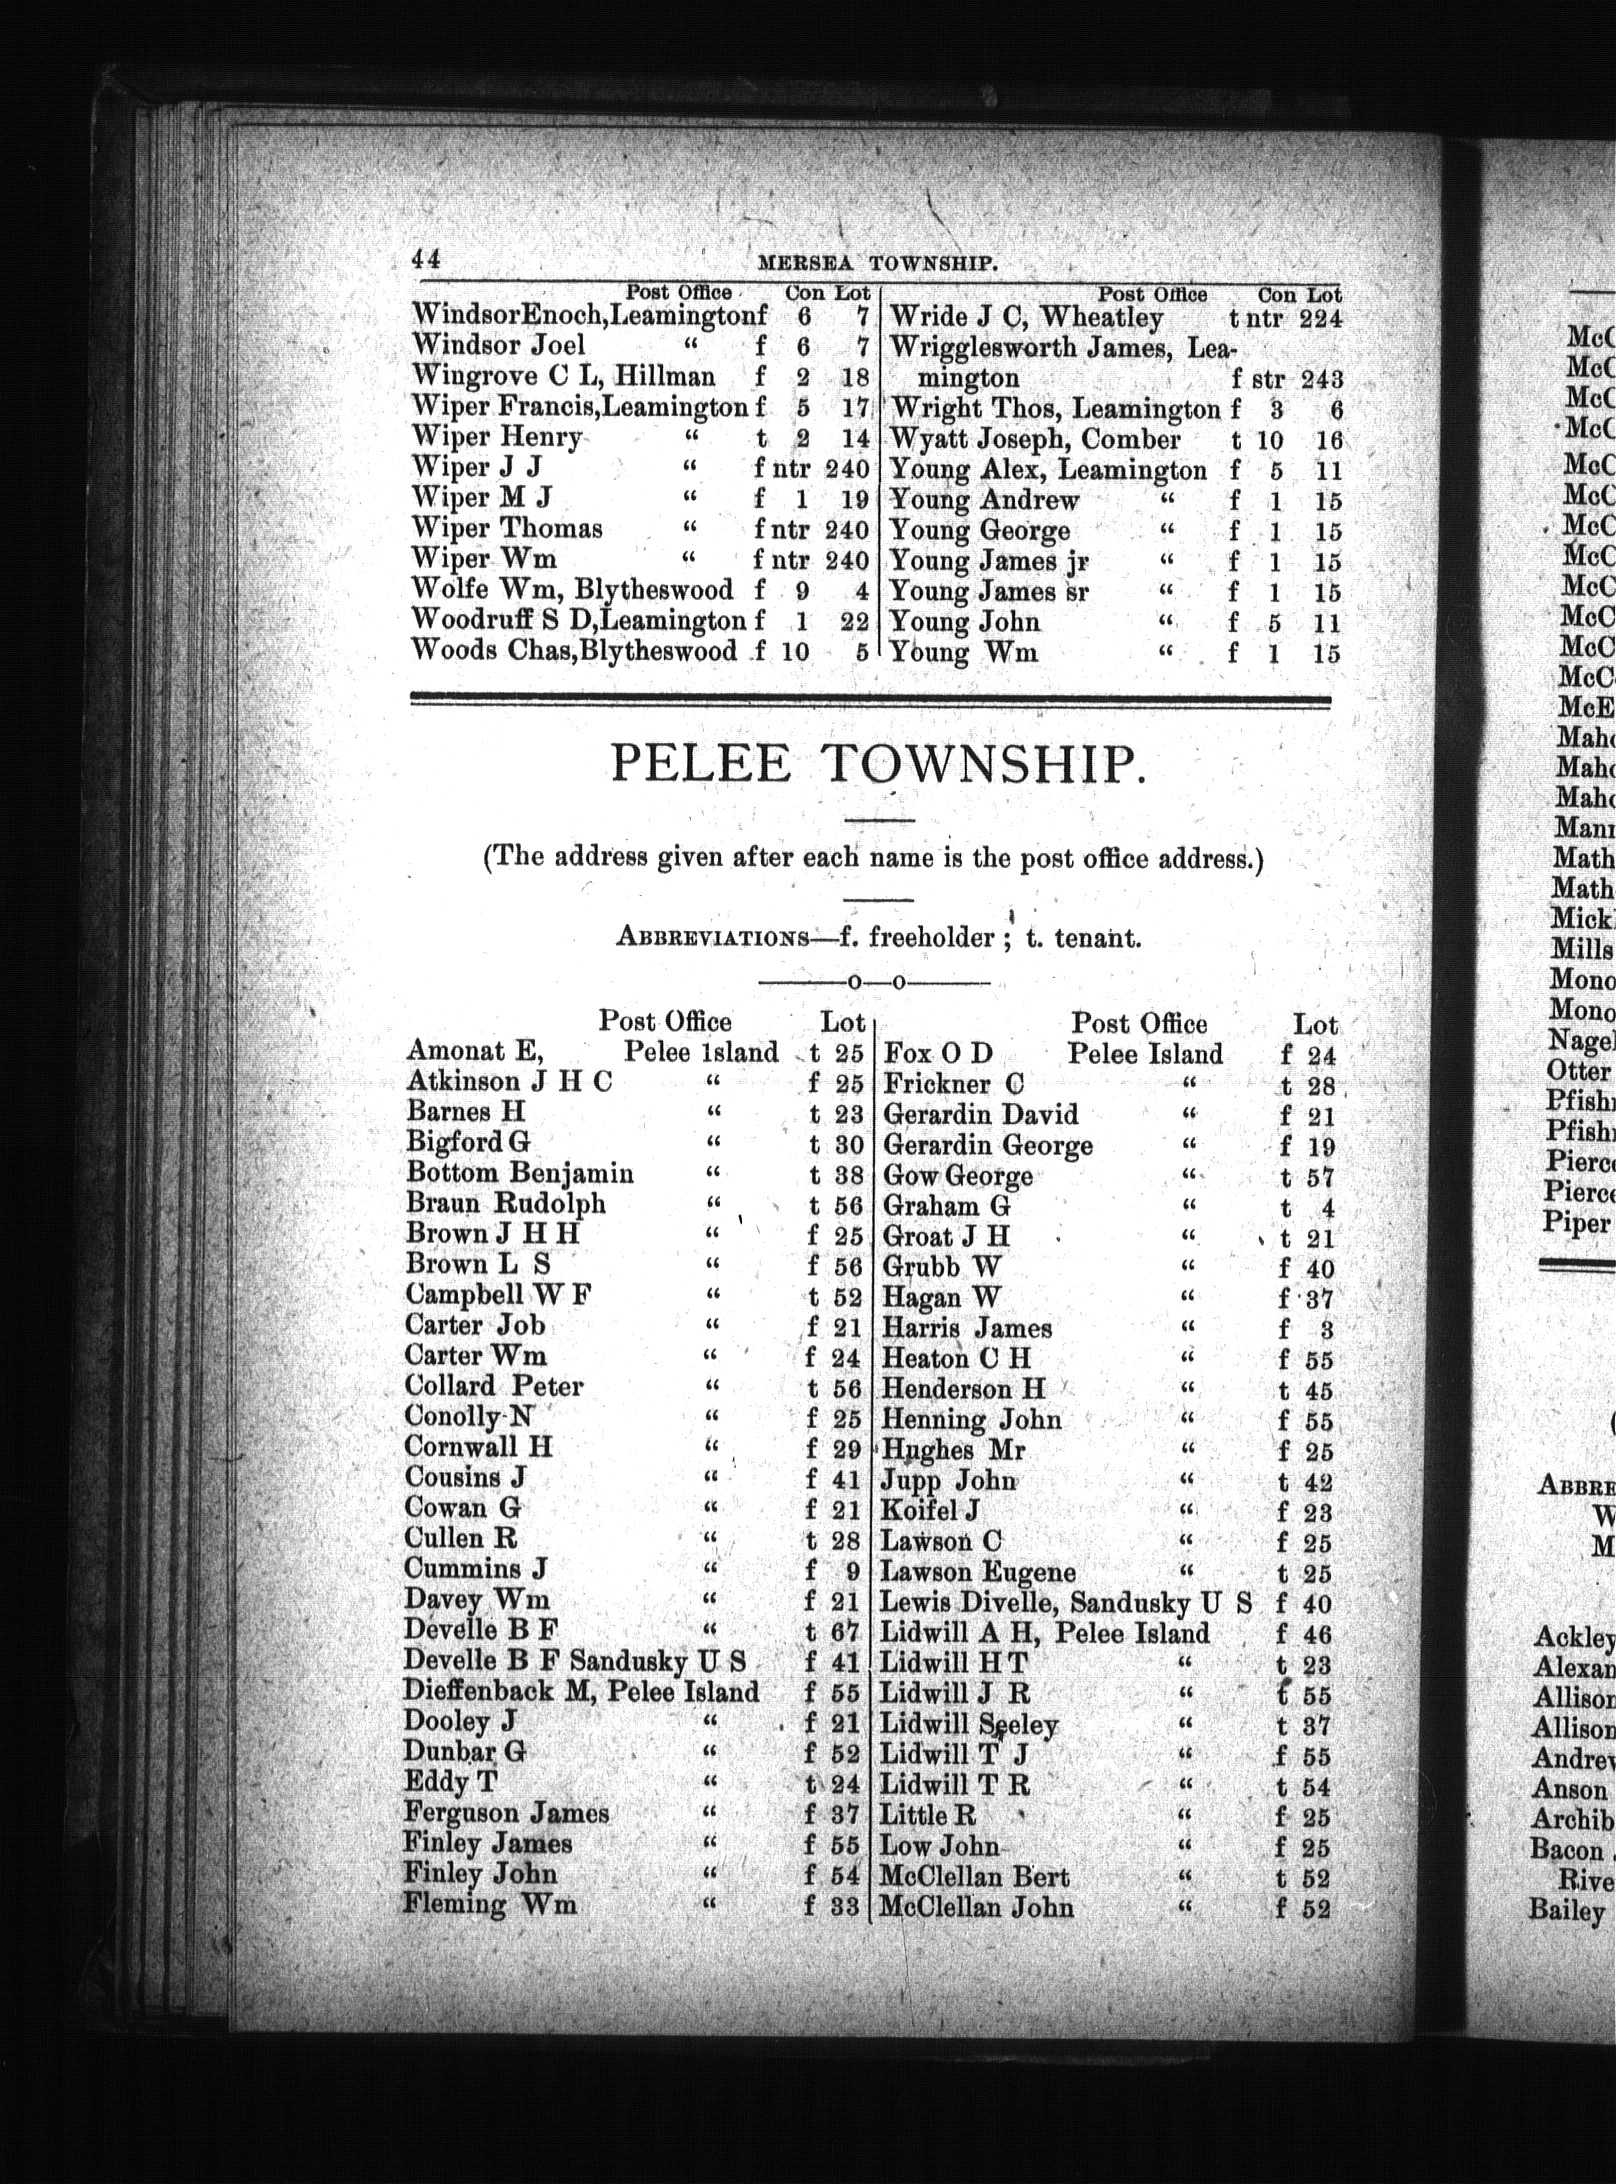 44 MERSEA TOWNSHIP.
Post Office Con Lot
WindsorEnoch,Leamingtonf 6 7
Windsor Joel “ f 6 7
Wingrove C L, Hillman f 2 18
Wiper Francis,Leamington f 5 17
Wiper Henry “ t 2 14
Wiper J J “ f ntr 240
Wiper M J “ f 1 19
Wiper Thomas “ f ntr 240
Wiper Wm “ f ntr 240
Wolfe Wm, Blytheswood f 9 4
Woodruff S D,Leamington f 1 22
Woods Chas,Blytheswood f 10 5
Post Office Con Lot
Wride J C, Wheatley t ntr 224
Wrigglesworth James, Lea-
mington f str 243
Wright Thos, Leamington f 3 6
Wyatt Joseph, Comber t 10 16
Young Alex, Leamington f 5 11
Young Andrew “ f 1 15
Young George “ f 1 15
Young James jr “ f 1 15
Young James sr “ f 1 15
Young John “ f 5 11
Young Wm “ f 1 15
PELEE TOWNSHIP.
(The address given after each name is the post office address.)
ABBREVIATIONS—f. freeholder ; t. tenant.
o—o
Post Office Lot
Amonat E, Pelee island t 25
Atkinson J H C “ f 25
Barnes H “ t 23
Bigford G “ t 30
Bottom Benjamin “ t 38
Braun Rudolph “ t 56
Brown J H H “ f 25
Brown L S “ f 56
Campbell W F “ t 52
Carter Job “ f 21
Carter Wm “ f 24
Collard Peter “ t 56
Conolly N “ f 25
Cornwall H “ f 29
Cousins J “ f 41
Cowan G “ f 21
Cullen R “ t 28
Cummins J “ f 9
Davey Wm “ f 21
Develle B F “ t 67
Develle B F Sandusky U S f 41
Dieffenback M, Pelee Island f 55
Dooley J “ f 21
Dunbar G “ f 52
Eddy T “ t 24
Ferguson James “ f 37
Finley James “ f 55
Finley John “ f 54
Fleming Wm “ f 33
Post Office Lot
Fox O D Pelee Island f 24
Frickner C “ t 28
Gerardin David “ f 21
Gerardin George “ f 19
Gow George “ t 57
Graham G “ t 4
Groat J H “ t 21
Grubb W “ f 40
Hagan W “ f 37
Harris James “ f 3
Heaton C H “ f 55
Henderson H “ t 45
Henning John “ f 55
Hughes Mr “ f 25
Jupp John “ t 42
Koifel J “ f 23
Lawson C “ f 25
Lawson Eugene “ t 25
Lewis Divelle, Sandusky U S f 40
Lidwill A H, Pelee Island f 46
Lidwill H T “ t 23
Lidwill J R “ t 55
Lidwill Seeley “ t 37
Lidwill T J “ f 55
Lidwill T R “ t 54
Little R “ f 25
Low John “ f 25
McClellan Bert “ t 52
McClellan John “ f 52
Nagel
Otter
Piper
Ackley
Anson
Bacon
Bailey